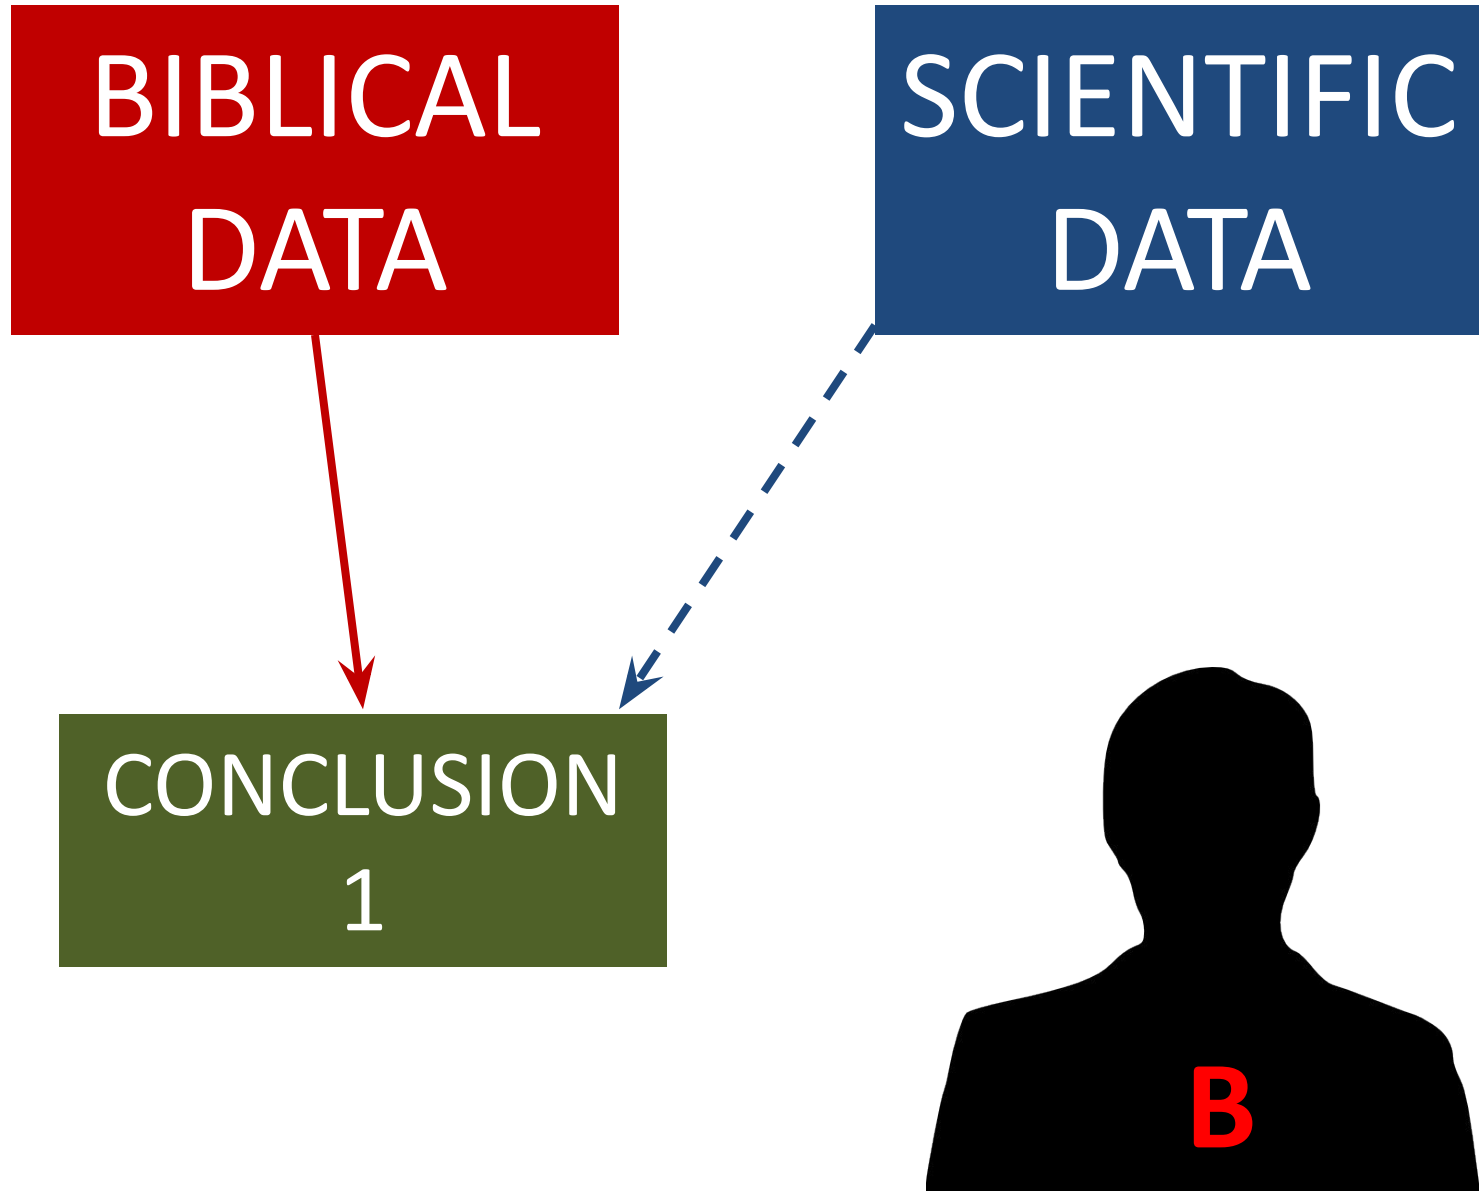 BIBLICAL
DATA
SCIENTIFIC
DATA
CONCLUSION
1
B